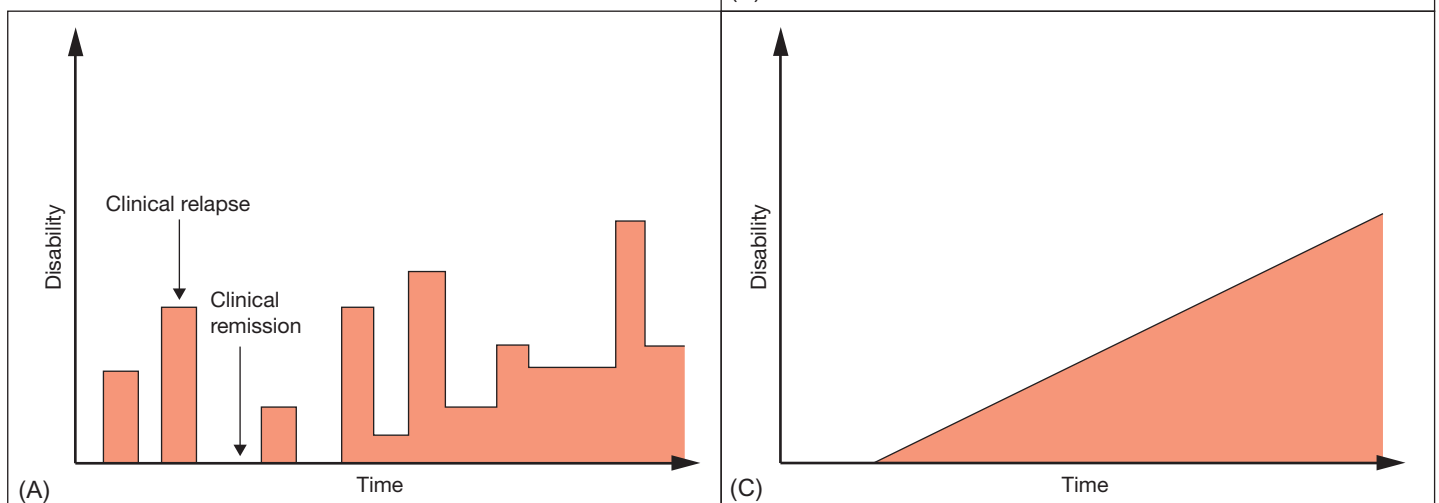 Disability
Clinical relapse
Clinical
remission
Time
(A)
Disability
Time
(C)